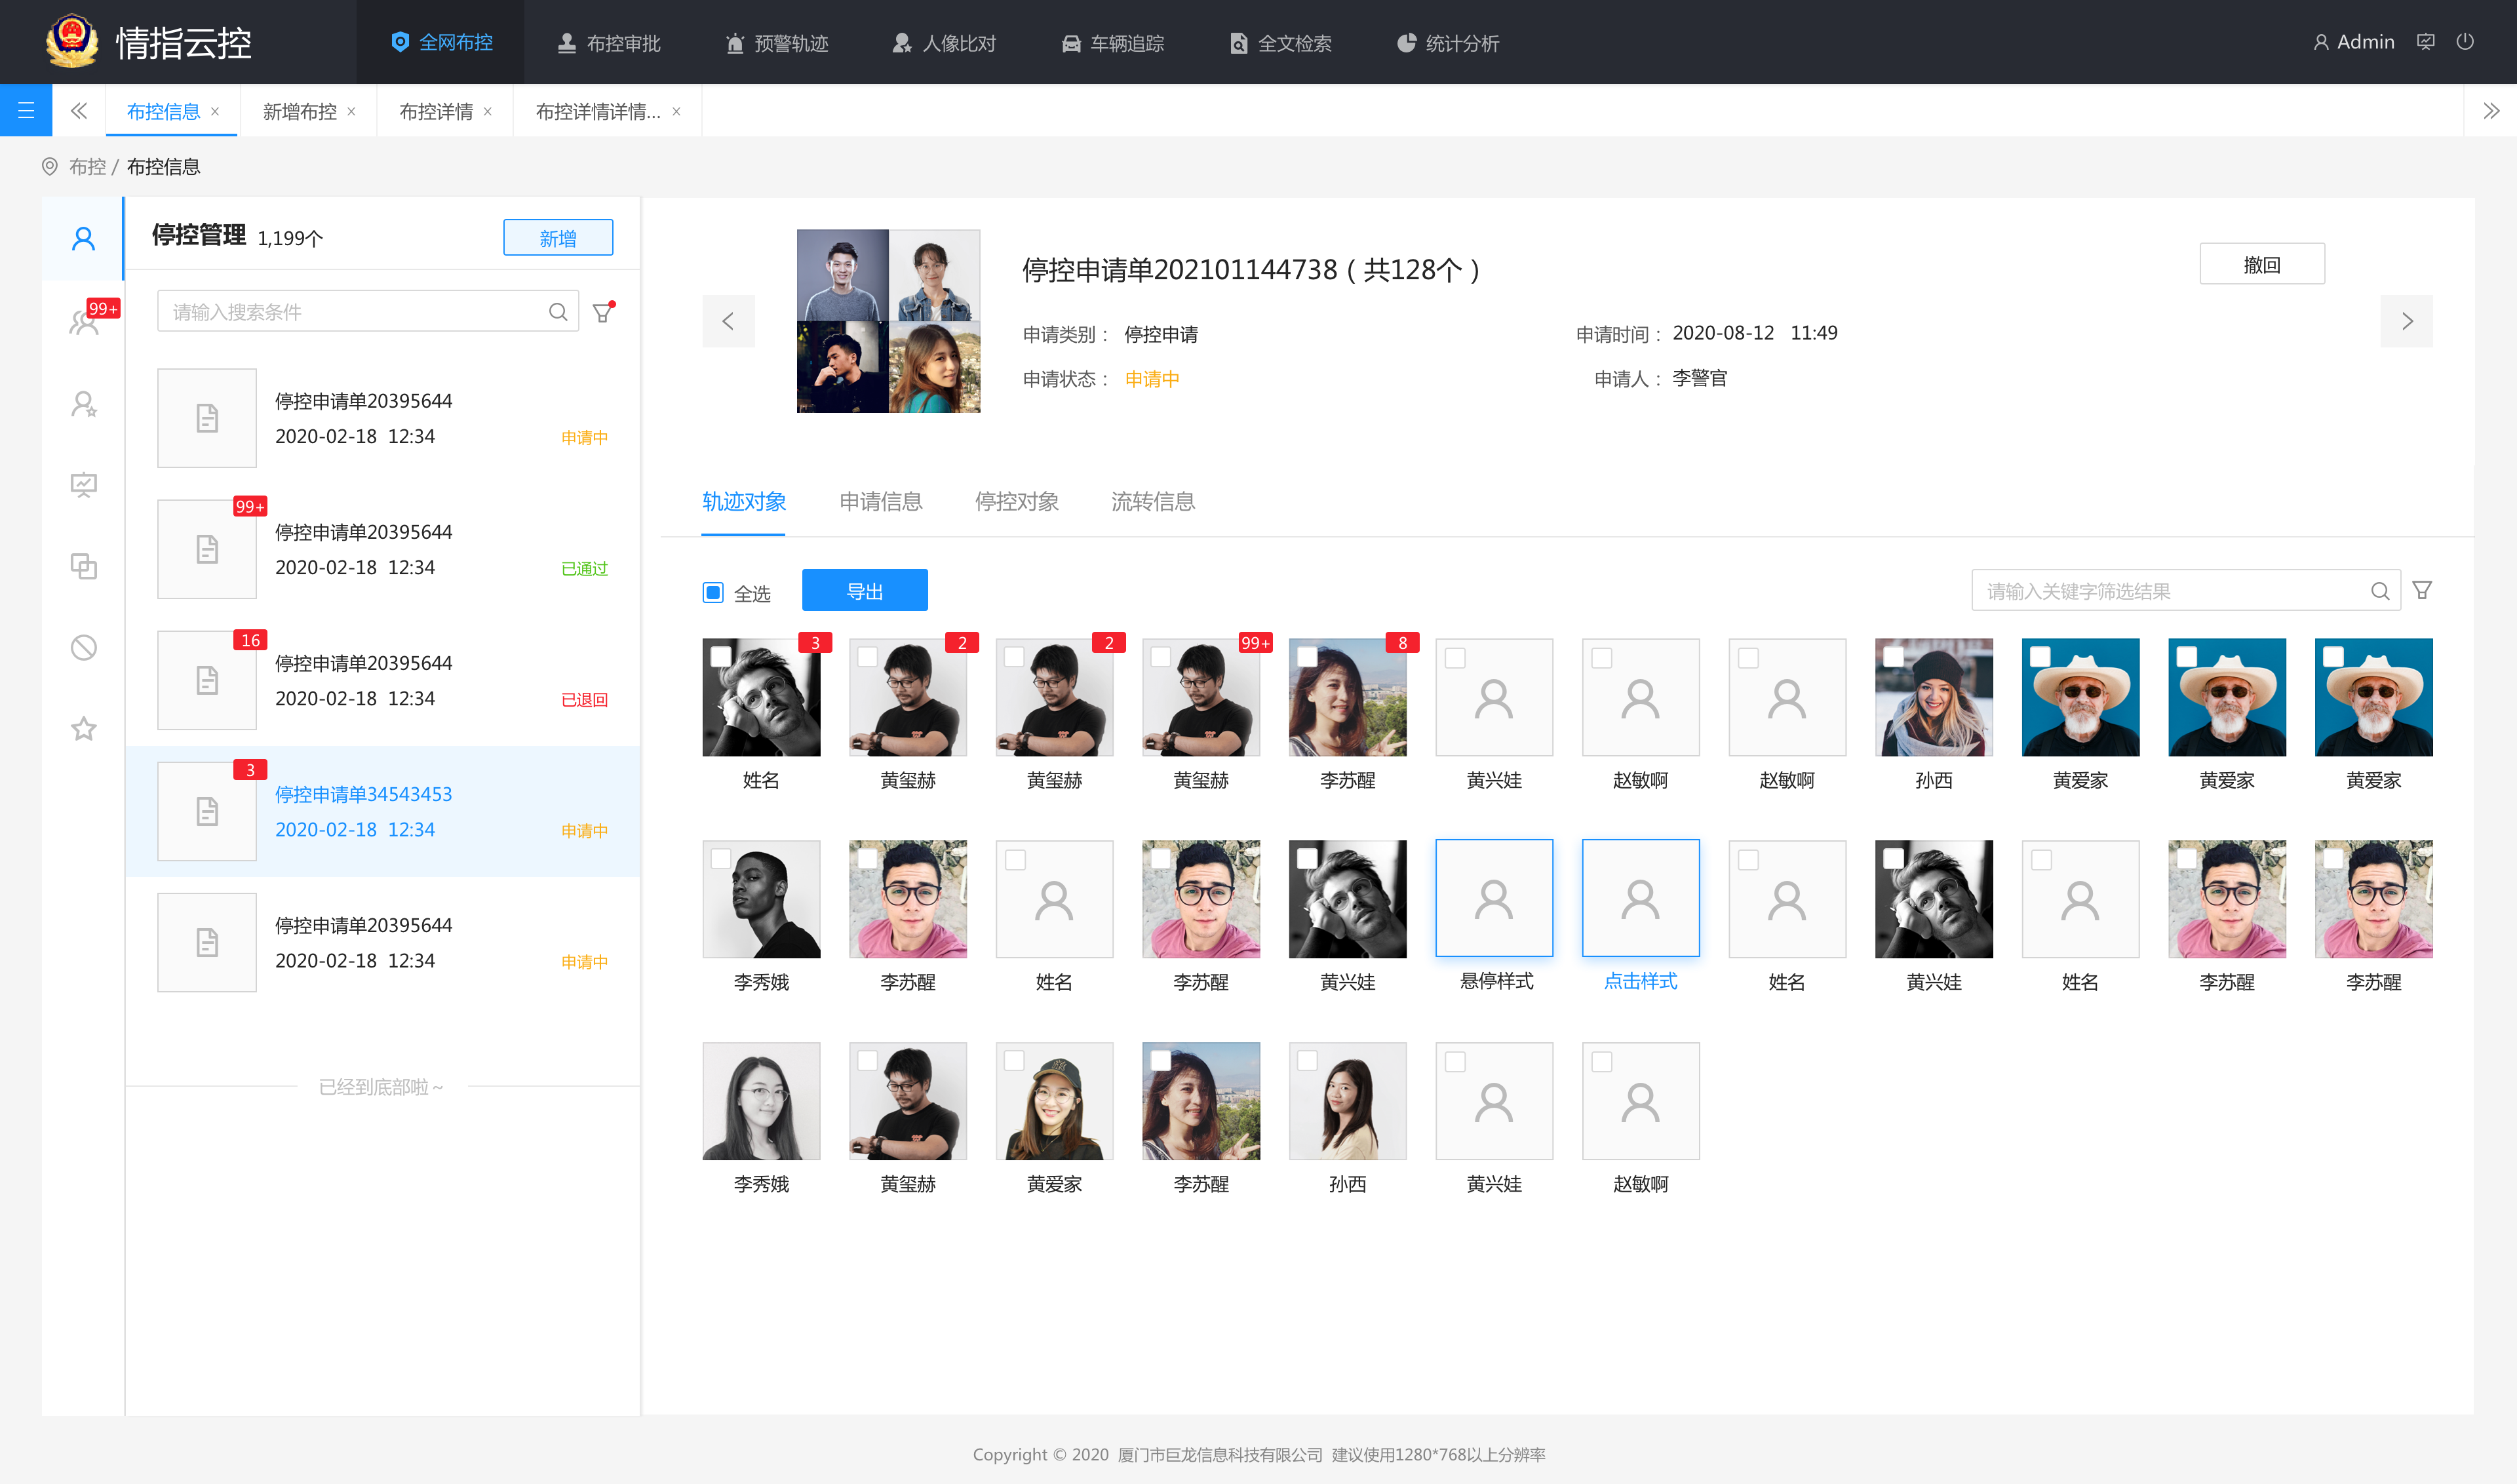 情指云控
全网布控 布控审批 预警轨迹 人像比对 车辆追踪 全文检索 统计分析 Admin
布控信息 × 新增布控 × 布控详情 × 布控详情详情... ×
布控 / 布控信息
停控管理 1,199个 新增
99+
请输入搜索条件
停控申请单20395644
2020-02-18 12:34 申请中
99+
停控申请单20395644
2020-02-18 12:34 已通过
16
停控申请单20395644
2020-02-18 12:34 已退回
3
停控申请单34543453
2020-02-18 12:34 申请中
停控申请单20395644
2020-02-18 12:34 申请中
已经到底部啦～
停控申请单202101144738（共128个） 撤回
申请类别： 停控申请 申请时间： 2020-08-12 11:49
申请状态： 申请中 申请人： 李警官
轨迹对象 申请信息 停控对象 流转信息
全选 导出 请输入关键字筛选结果
3 2 2 99+ 8
姓名 黄玺赫 黄玺赫 黄玺赫 李苏醒 黄兴娃 赵敏啊 赵敏啊 孙西 黄爱家 黄爱家 黄爱家
李秀娥 李苏醒 姓名 李苏醒 黄兴娃 悬停样式 点击样式 姓名 黄兴娃 姓名 李苏醒 李苏醒
李秀娥 黄玺赫 黄爱家 李苏醒 孙西 黄兴娃 赵敏啊
Copyright © 2020 厦门市巨龙信息科技有限公司 建议使用1280*768以上分辨率